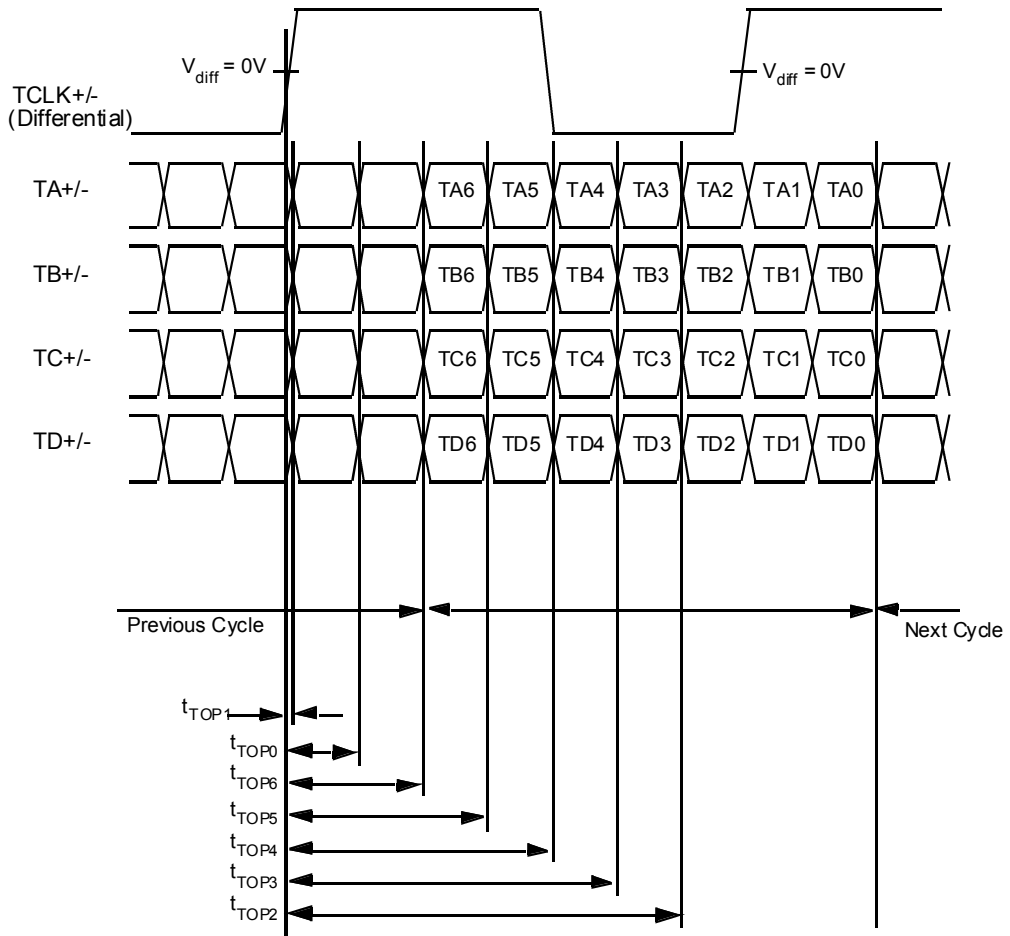 V_diff = 0V
V_diff = 0V
TCLK+/-
(Differential)
TA+/- TA6 TA5 TA4 TA3 TA2 TA1 TA0
TB+/- TB6 TB5 TB4 TB3 TB2 TB1 TB0
TC+/- TC6 TC5 TC4 TC3 TC2 TC1 TC0
TD+/- TD6 TD5 TD4 TD3 TD2 TD1 TD0
Previous Cycle
Next Cycle
t_TOP1
t_TOP0
t_TOP6
t_TOP5
t_TOP4
t_TOP3
t_TOP2